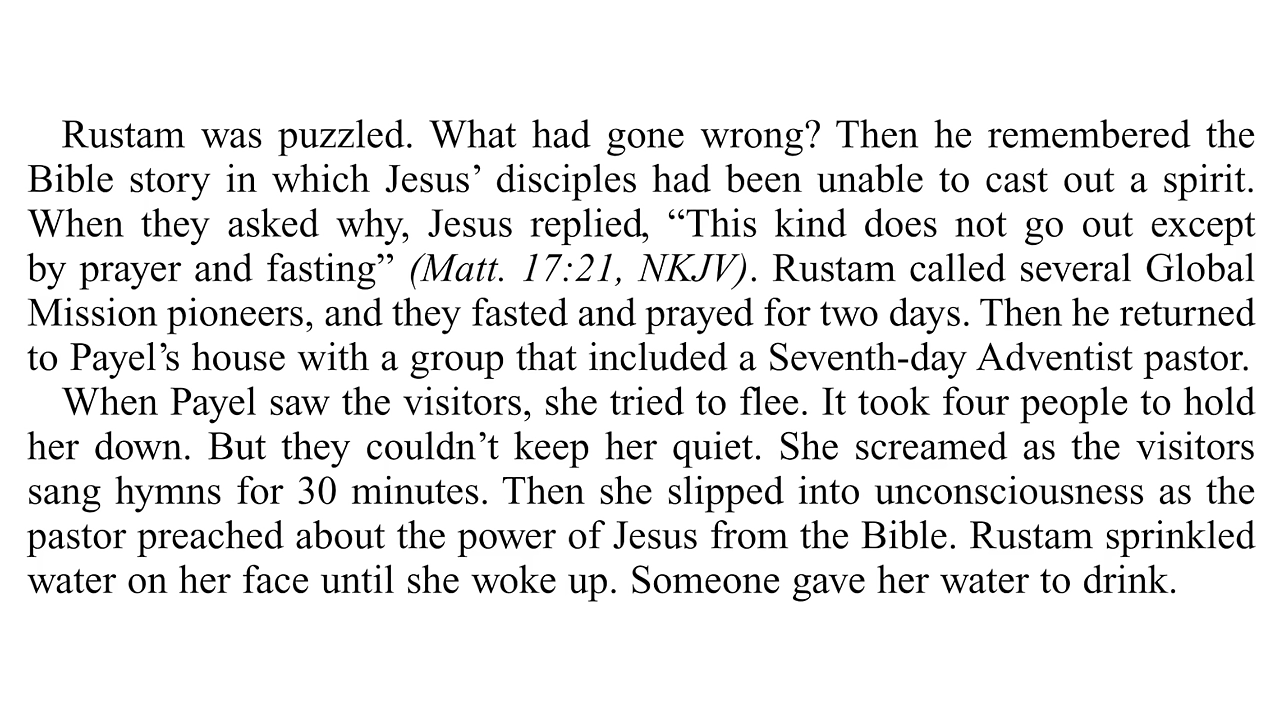 Rustam was puzzled. What had gone wrong? Then he remembered the
Bible story in which Jesus’ disciples had been unable to cast out a spirit.
When they asked why, Jesus replied, “This kind does not go out except
by prayer and fasting” (Matt. 17:21, NKJV). Rustam called several Global
Mission pioneers, and they fasted and prayed for two days. Then he returned
to Payel’s house with a group that included a Seventh-day Adventist pastor.
When Payel saw the visitors, she tried to flee. It took four people to hold
her down. But they couldn’t keep her quiet. She screamed as the visitors
sang hymns for 30 minutes. Then she slipped into unconsciousness as the
pastor preached about the power of Jesus from the Bible. Rustam sprinkled
water on her face until she woke up. Someone gave her water to drink.